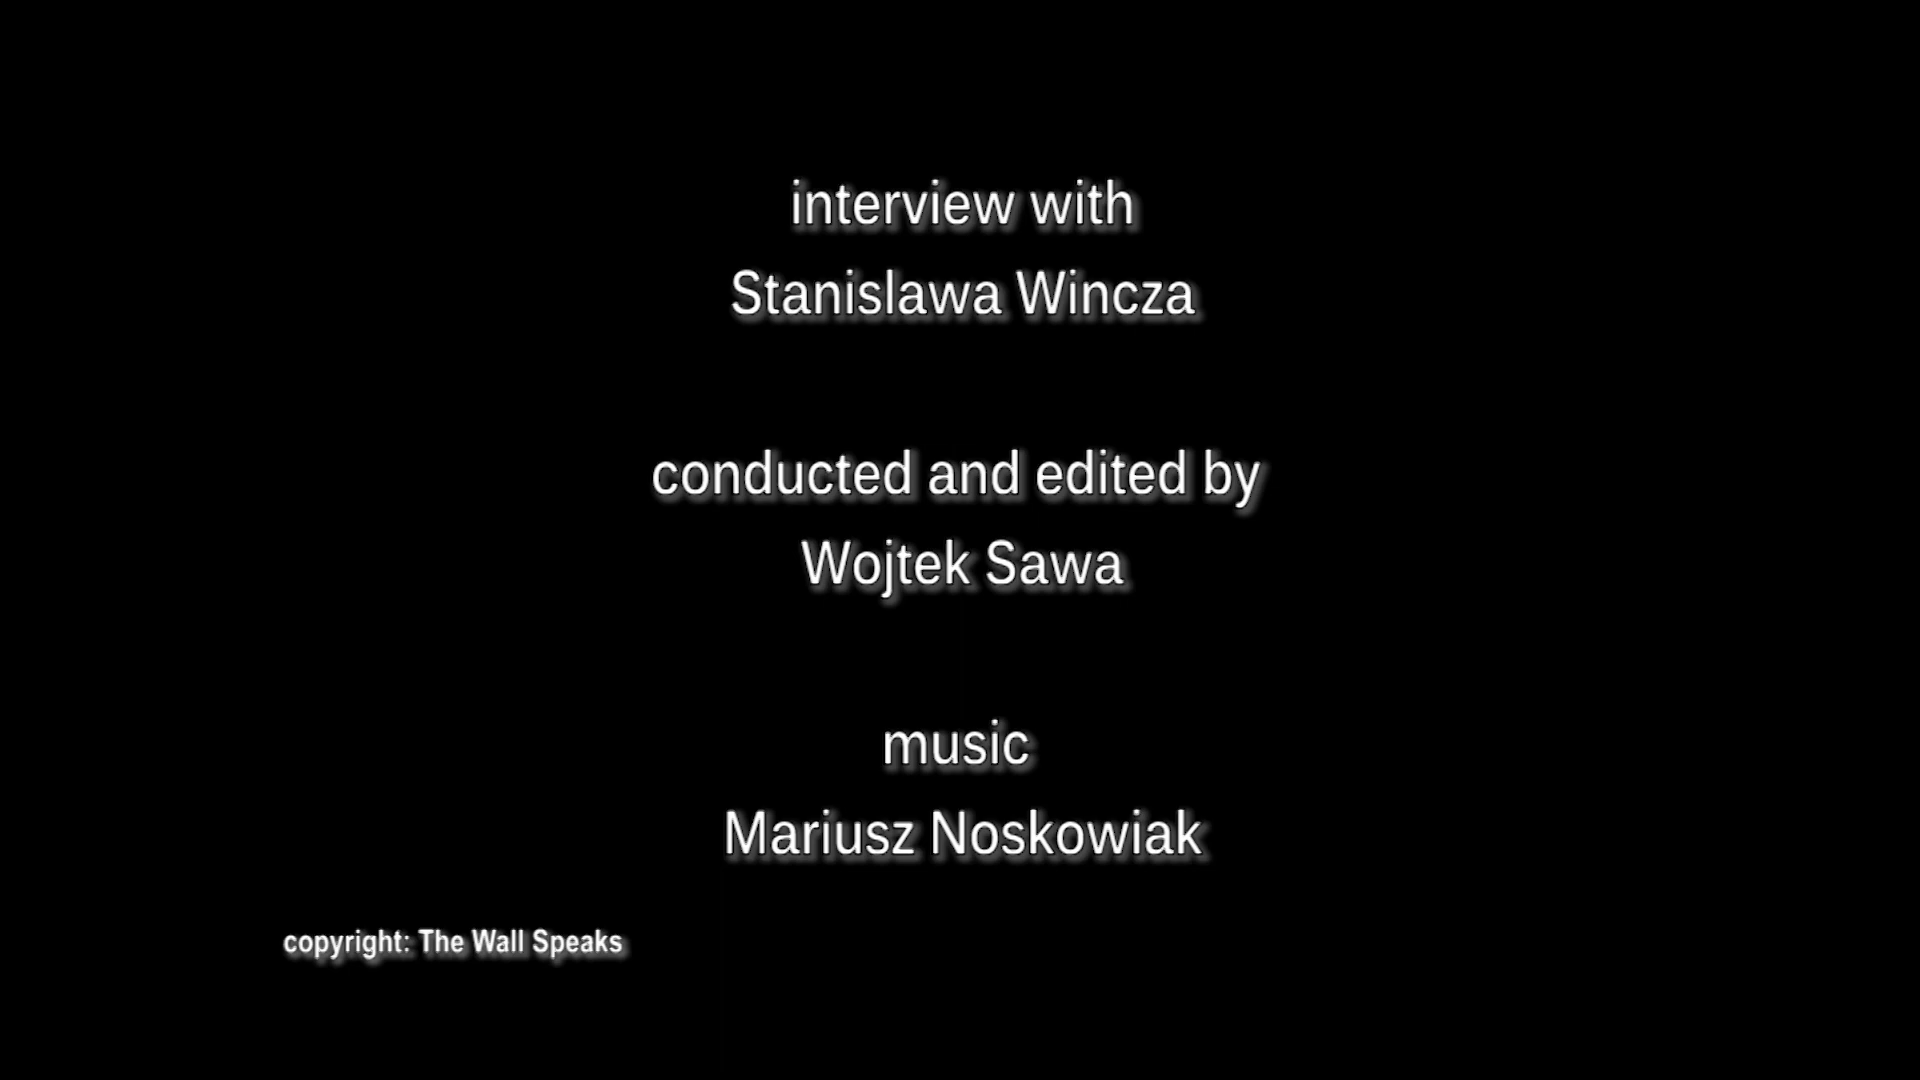 interview with
Stanislawa Wincza
conducted and edited by
Wojtek Sawa
music
Mariusz Noskowiak
copyright: The Wall Speaks